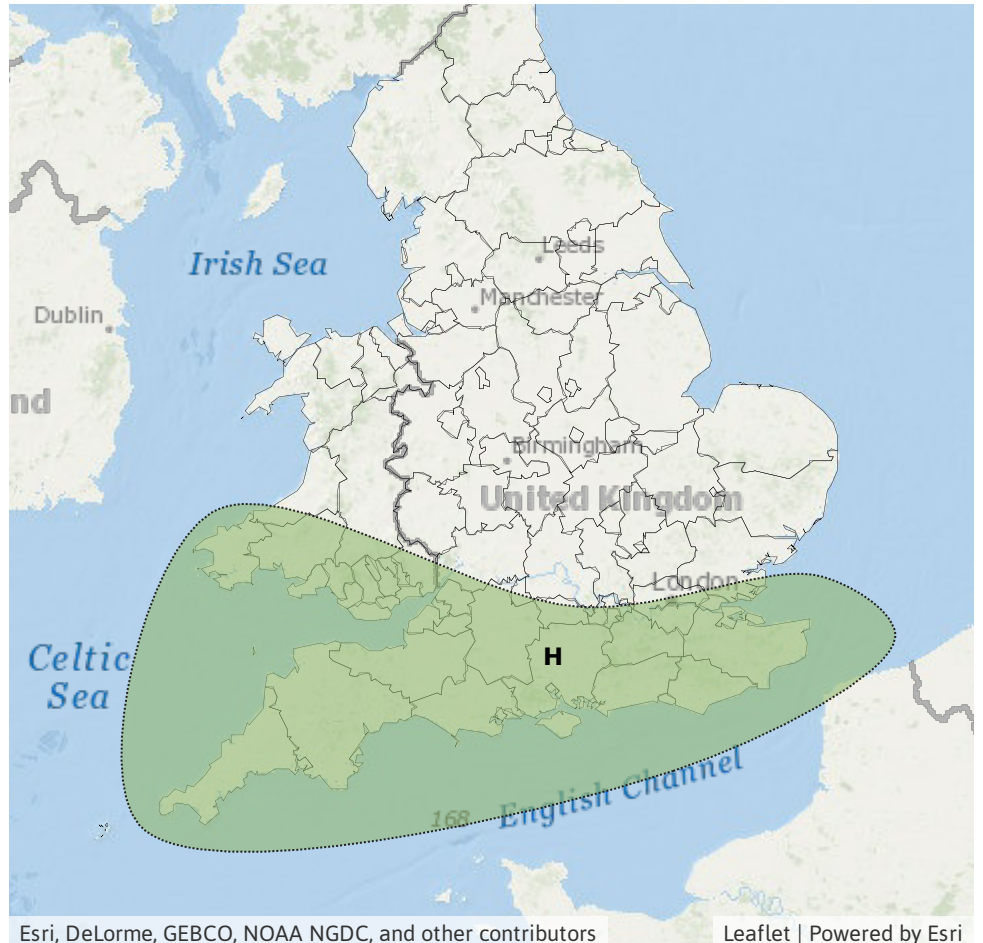 Leeds
Irish Sea
Manchester
Dublin
nd
Birmingham
United Kingdom
London
H
Celtic
Sea
English Channel
168
Esri, DeLorme, GEBCO, NOAA NGDC, and other contributors
Leaflet | Powered by Esri